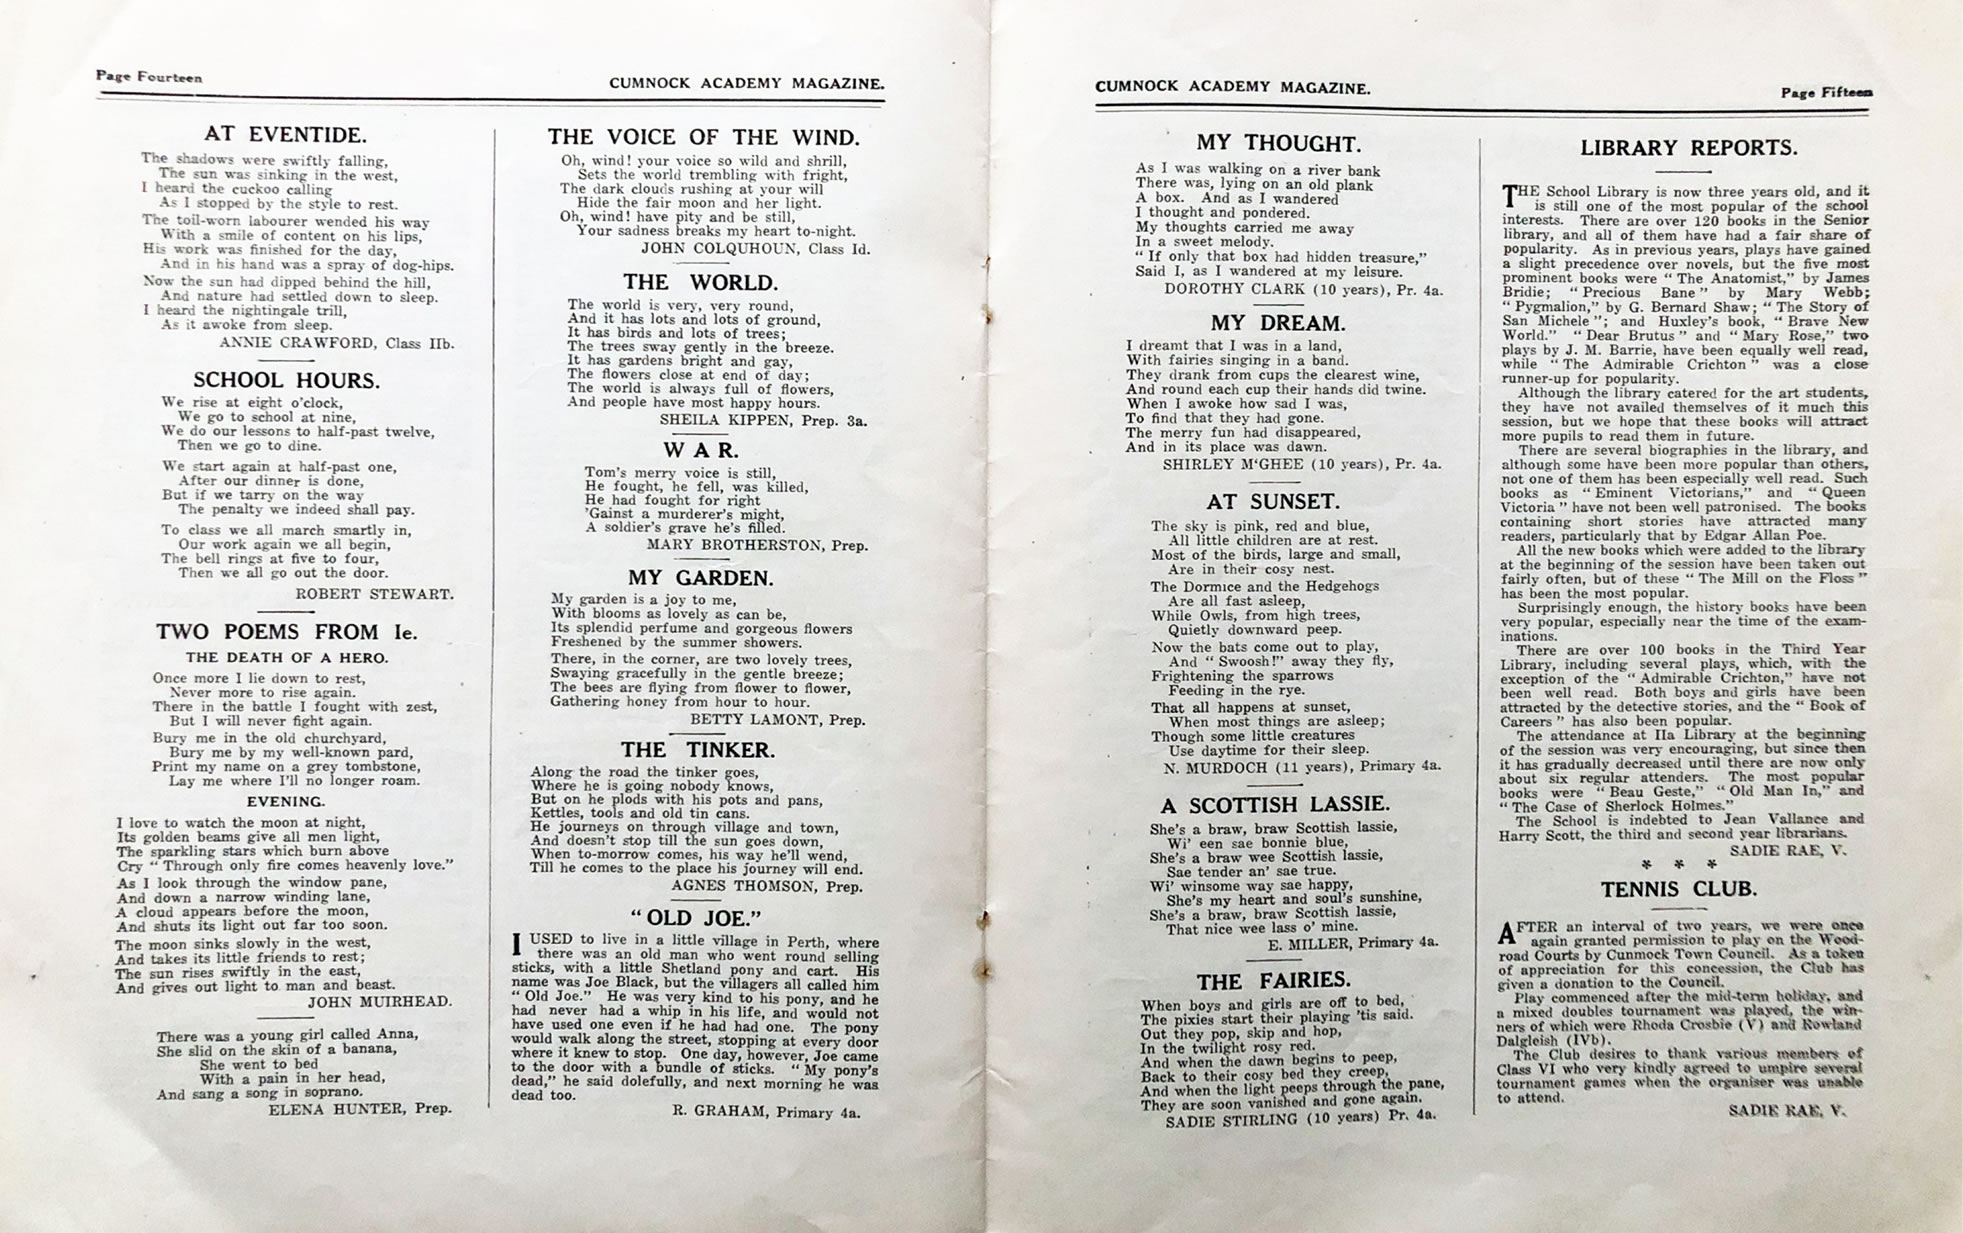 Page Fourteen
CUMNOCK ACADEMY MAGAZINE.
AT EVENTIDE.
The shadows were swiftly falling,
The sun was sinking in the west,
I heard the cuckoo calling
As I stopped by the style to rest.
The toil-worn labourer wended his way
With a smile of content on his lips,
His work was finished for the day,
And in his hand was a spray of dog-hips.
Now the sun had dipped behind the hill,
And nature had settled down to sleep.
I heard the nightingale trill,
As it awoke from sleep.
ANNIE CRAWFORD, Class IIb.
SCHOOL HOURS.
We rise at eight o'clock,
We go to school at nine,
We do our lessons to half-past twelve,
Then we go to dine.
We start again at half-past one,
After our dinner is done,
But if we tarry on the way
The penalty we indeed shall pay.
To class we all march smartly in,
Our work again we all begin,
The bell rings at five to four,
Then we all go out the door.
ROBERT STEWART.
TWO POEMS FROM Ie.
THE DEATH OF A HERO.
Once more I lie down to rest,
Never more to rise again.
There in the battle I fought with zest,
But I will never fight again.
Bury me in the old churchyard,
Bury me by my well-known pard,
Print my name on a grey tombstone,
Lay me where I'll no longer roam.
EVENING.
I love to watch the moon at night,
Its golden beams give all men light,
The sparkling stars which burn above
Cry "Through only fire comes heavenly love."
As I look through the window pane,
And down a narrow winding lane,
A cloud appears before the moon,
And shuts its light out far too soon.
The moon sinks slowly in the west,
And takes its little friends to rest;
The sun rises swiftly in the east,
And gives out light to man and beast.
JOHN MUIRHEAD.
There was a young girl called Anna,
She slid on the skin of a banana,
She went to bed
With a pain in her head,
And sang a song in soprano.
ELENA HUNTER, Prep.
THE VOICE OF THE WIND.
Oh, wind! your voice so wild and shrill,
Sets the world trembling with fright,
The dark clouds rushing at your will
Hide the fair moon and her light.
Oh, wind! have pity and be still,
Your sadness breaks my heart to-night.
JOHN COLQUHOUN, Class Id.
THE WORLD.
The world is very, very round,
And it has lots and lots of ground,
It has birds and lots of trees;
The trees sway gently in the breeze.
It has gardens bright and gay,
The flowers close at end of day;
The world is always full of flowers,
And people have most happy hours.
SHEILA KIPPEN, Prep. 3a.
WAR.
Tom's merry voice is still,
He fought, he fell, was killed,
He had fought for right
'Gainst a murderer's might,
A soldier's grave he's filled.
MARY BROTHERSTON, Prep.
MY GARDEN.
My garden is a joy to me,
With blooms as lovely as can be,
Its splendid perfume and gorgeous flowers
Freshened by the summer showers.
There, in the corner, are two lovely trees,
Swaying gracefully in the gentle breeze;
The bees are flying from flower to flower,
Gathering honey from hour to hour.
BETTY LAMONT, Prep.
THE TINKER.
Along the road the tinker goes,
Where he is going nobody knows,
But on he plods with his pots and pans,
Kettles, tools and old tin cans.
He journeys on through village and town,
And doesn't stop till the sun goes down,
When to-morrow comes, his way he'll wend,
Till he comes to the place his journey will end.
AGNES THOMSON, Prep.
"OLD JOE."
I USED to live in a little village in Perth, where
there was an old man who went round selling
sticks, with a little Shetland pony and cart. His
name was Joe Black, but the villagers all called him
"Old Joe." He was very kind to his pony, and he
had never had a whip in his life, and would not
have used one even if he had had one. The pony
would walk along the street, stopping at every door
where it knew to stop. One day, however, Joe came
to the door with a bundle of sticks. "My pony's
dead," he said dolefully, and next morning he was
dead too.
R. GRAHAM, Primary 4a.
CUMNOCK ACADEMY MAGAZINE.
Page Fifteen
MY THOUGHT.
As I was walking on a river bank
There was, lying on an old plank
A box. And as I wandered
I thought and pondered.
My thoughts carried me away
In a sweet melody.
"If only that box had hidden treasure,"
Said I, as I wandered at my leisure.
DOROTHY CLARK (10 years), Pr. 4a.
MY DREAM.
I dreamt that I was in a land,
With fairies singing in a band.
They drank from cups the clearest wine,
And round each cup their hands did twine.
When I awoke how sad I was,
To find that they had gone.
The merry fun had disappeared,
And in its place was dawn.
SHIRLEY M'GHEE (10 years), Pr. 4a.
AT SUNSET.
The sky is pink, red and blue,
All little children are at rest.
Most of the birds, large and small,
Are in their cosy nest.
The Dormice and the Hedgehogs
Are all fast asleep,
While Owls, from high trees,
Quietly downward peep.
Now the bats come out to play,
And "Swoosh!" away they fly,
Frightening the sparrows
Feeding in the rye.
That all happens at sunset,
When most things are asleep;
Though some little creatures
Use daytime for their sleep.
N. MURDOCH (11 years), Primary 4a.
A SCOTTISH LASSIE.
She's a braw, braw Scottish lassie,
Wi' een sae bonnie blue,
She's a braw wee Scottish lassie,
Sae tender an' sae true.
Wi' winsome way sae happy,
She's my heart and soul's sunshine,
She's a braw, braw Scottish lassie,
That nice wee lass o' mine.
E. MILLER, Primary 4a.
THE FAIRIES.
When boys and girls are off to bed,
The pixies start their playing 'tis said.
Out they pop, skip and hop,
In the twilight rosy red.
And when the dawn begins to peep,
Back to their cosy bed they creep,
And when the light peeps through the pane,
They are soon vanished and gone again.
SADIE STIRLING (10 years) Pr. 4a.
LIBRARY REPORTS.
THE School Library is now three years old, and it
is still one of the most popular of the school
interests. There are over 120 books in the Senior
library, and all of them have had a fair share of
popularity. As in previous years, plays have gained
a slight precedence over novels, but the five most
prominent books were "The Anatomist," by James
Bridie; "Precious Bane" by Mary Webb;
"Pygmalion," by G. Bernard Shaw; "The Story of
San Michele"; and Huxley's book, "Brave New
World." "Dear Brutus" and "Mary Rose," two
plays by J. M. Barrie, have been equally well read,
while "The Admirable Crichton" was a close
runner-up for popularity.
Although the library catered for the art students,
they have not availed themselves of it much this
session, but we hope that these books will attract
more pupils to read them in future.
There are several biographies in the library, and
although some have been more popular than others,
not one of them has been especially well read. Such
books as "Eminent Victorians," and "Queen
Victoria" have not been well patronised. The books
containing short stories have attracted many
readers, particularly that by Edgar Allan Poe.
All the new books which were added to the library
at the beginning of the session have been taken out
fairly often, but of these "The Mill on the Floss"
has been the most popular.
Surprisingly enough, the history books have been
very popular, especially near the time of the exam-
inations.
There are over 100 books in the Third Year
Library, including several plays, which, with the
exception of the "Admirable Crichton," have not
been well read. Both boys and girls have been
attracted by the detective stories, and the "Book of
Careers" has also been popular.
The attendance at IIa Library at the beginning
of the session was very encouraging, but since then
it has gradually decreased until there are now only
about six regular attenders. The most popular
books were "Beau Geste," "Old Man In," and
"The Case of Sherlock Holmes."
The School is indebted to Jean Vallance and
Harry Scott, the third and second year librarians.
SADIE RAE, V.
* * *
TENNIS CLUB.
AFTER an interval of two years, we were once
again granted permission to play on the Wood-
road Courts by Cunmock Town Council. As a token
of appreciation for this concession, the Club has
given a donation to the Council.
Play commenced after the mid-term holiday, and
a mixed doubles tournament was played, the win-
ners of which were Rhoda Crosbie (V) and Rowland
Dalgleish (IVb).
The Club desires to thank various members of
Class VI who very kindly agreed to umpire several
tournament games when the organiser was unable
to attend.
SADIE RAE, V.